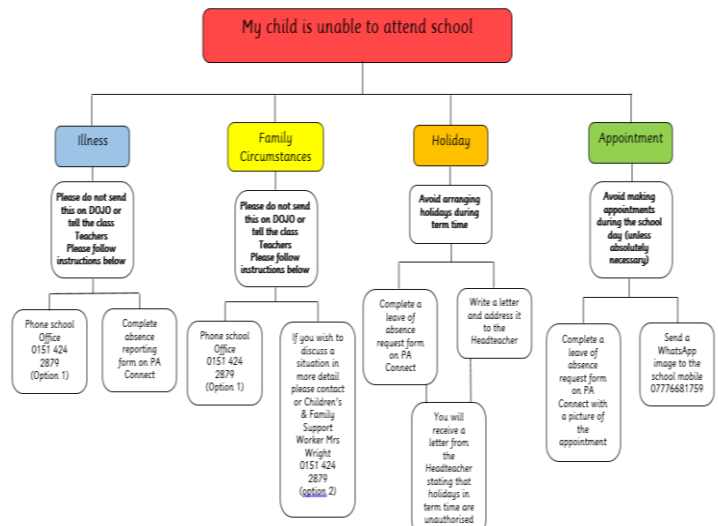 My child is unable to attend school
Illness
Family
Circumstances
Holiday
Appointment
Please do not send
this on DOJO or
tell the class
Teachers
Please follow
instructions below
Please do not send
this on DOJO or
tell the class
Teachers
Please follow
instructions below
Avoid arranging
holidays during
term time
Avoid making
appointments
during the school
day (unless
absolutely
necessary)
Phone school
Office
0151 424
2879
(Option 1)
Complete
absence
reporting
form on PA
Connect
Phone school
Office
0151 424
2879
(Option 1)
If you wish to
discuss a
situation in
more detail
please contact
or Children's
& Family
Support
Worker Mrs
Wright
0151 424
2879
(option 2)
Complete a
leave of
absence
request form
on PA
Connect
Write a letter
and address it
to the
Headteacher
You will
receive a
letter from
the
Headteacher
stating that
holidays in
term time are
unauthorised
Complete a
leave of
absence
request form
on PA
Connect with
a picture of
the
appointment
Send a
WhatsApp
image to the
school mobile
07776681759